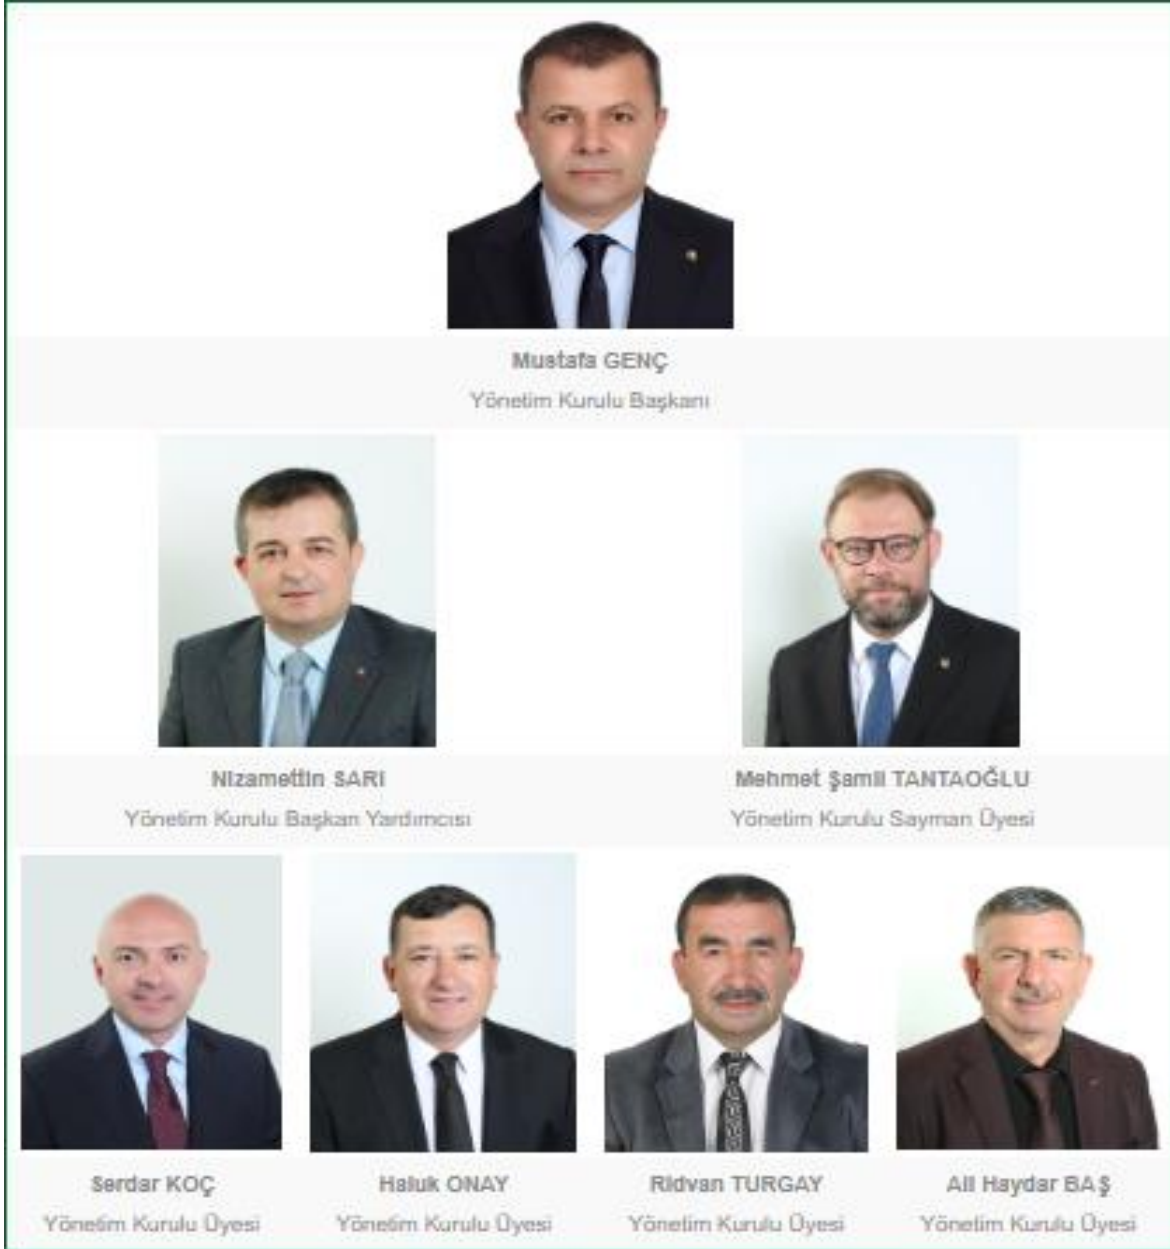 Mustafa GENÇ
Yönetim Kurulu Başkanı
Nizamettin SARI
Yönetim Kurulu Başkan Yardımcısı
Mehmet Şamil TANTAOĞLU
Yönetim Kurulu Sayman Üyesi
Serdar KOÇ
Yönetim Kurulu Üyesi
Haluk ONAY
Yönetim Kurulu Üyesi
Rıdvan TURGAY
Yönetim Kurulu Üyesi
Ali Haydar BAŞ
Yönetim Kurulu Üyesi